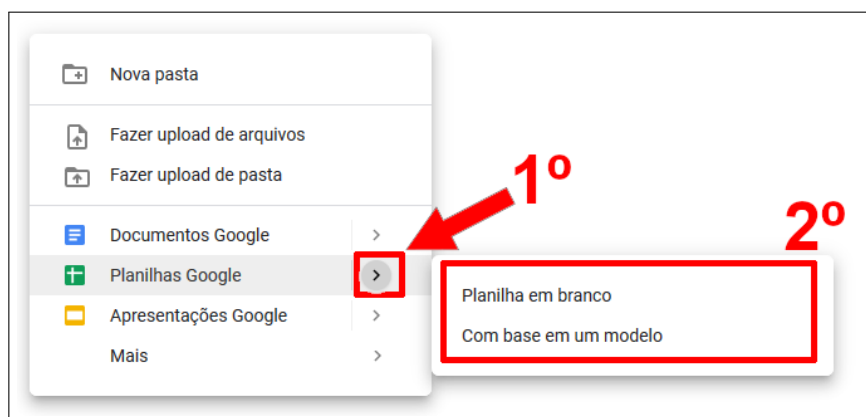 Nova pasta
Fazer upload de arquivos
Fazer upload de pasta
1º
2º
Documentos Google
Planilhas Google
Apresentações Google
Mais
Planilha em branco
Com base em um modelo